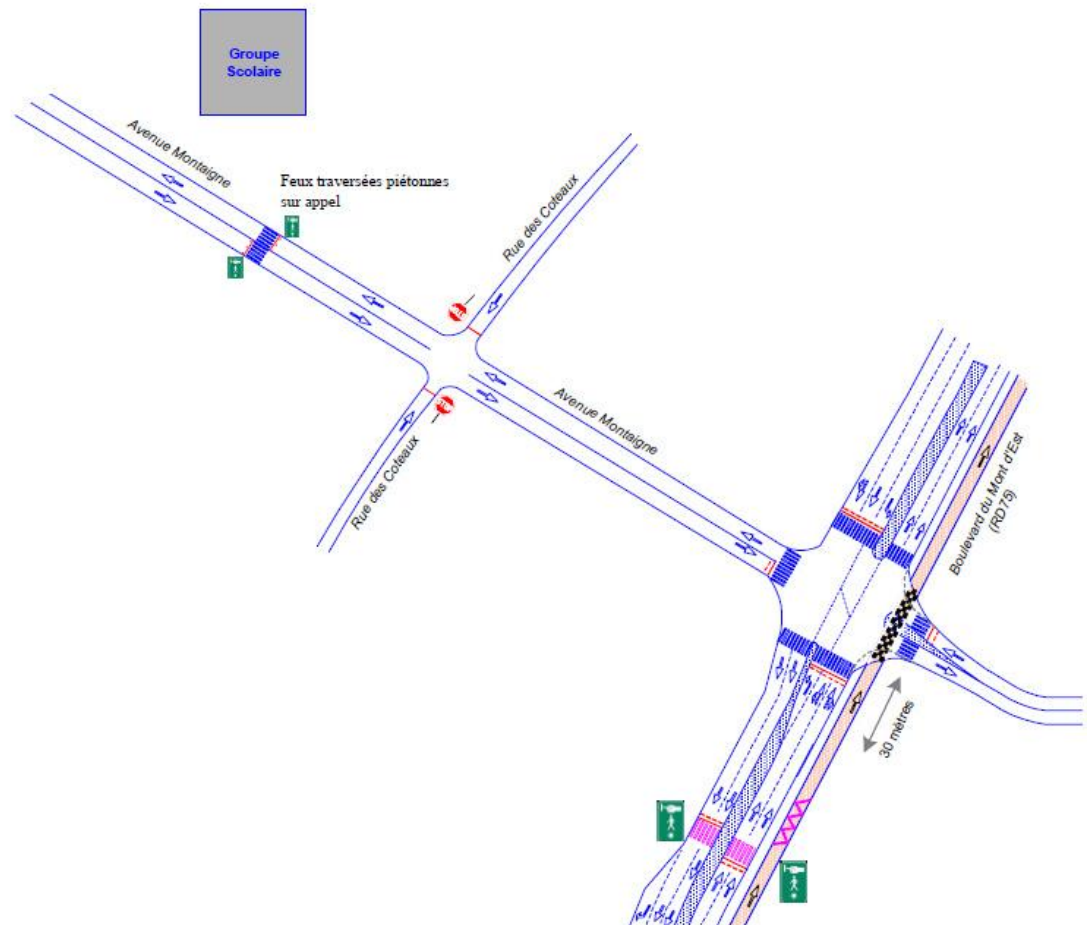 Groupe
Scolaire
Avenue Montaigne
Feux traversées piétonnes
sur appel
Rue des Coteaux
Avenue Montaigne
Rue des Coteaux
Boulevard du Mont d'Est
(RD75)
30 mètres